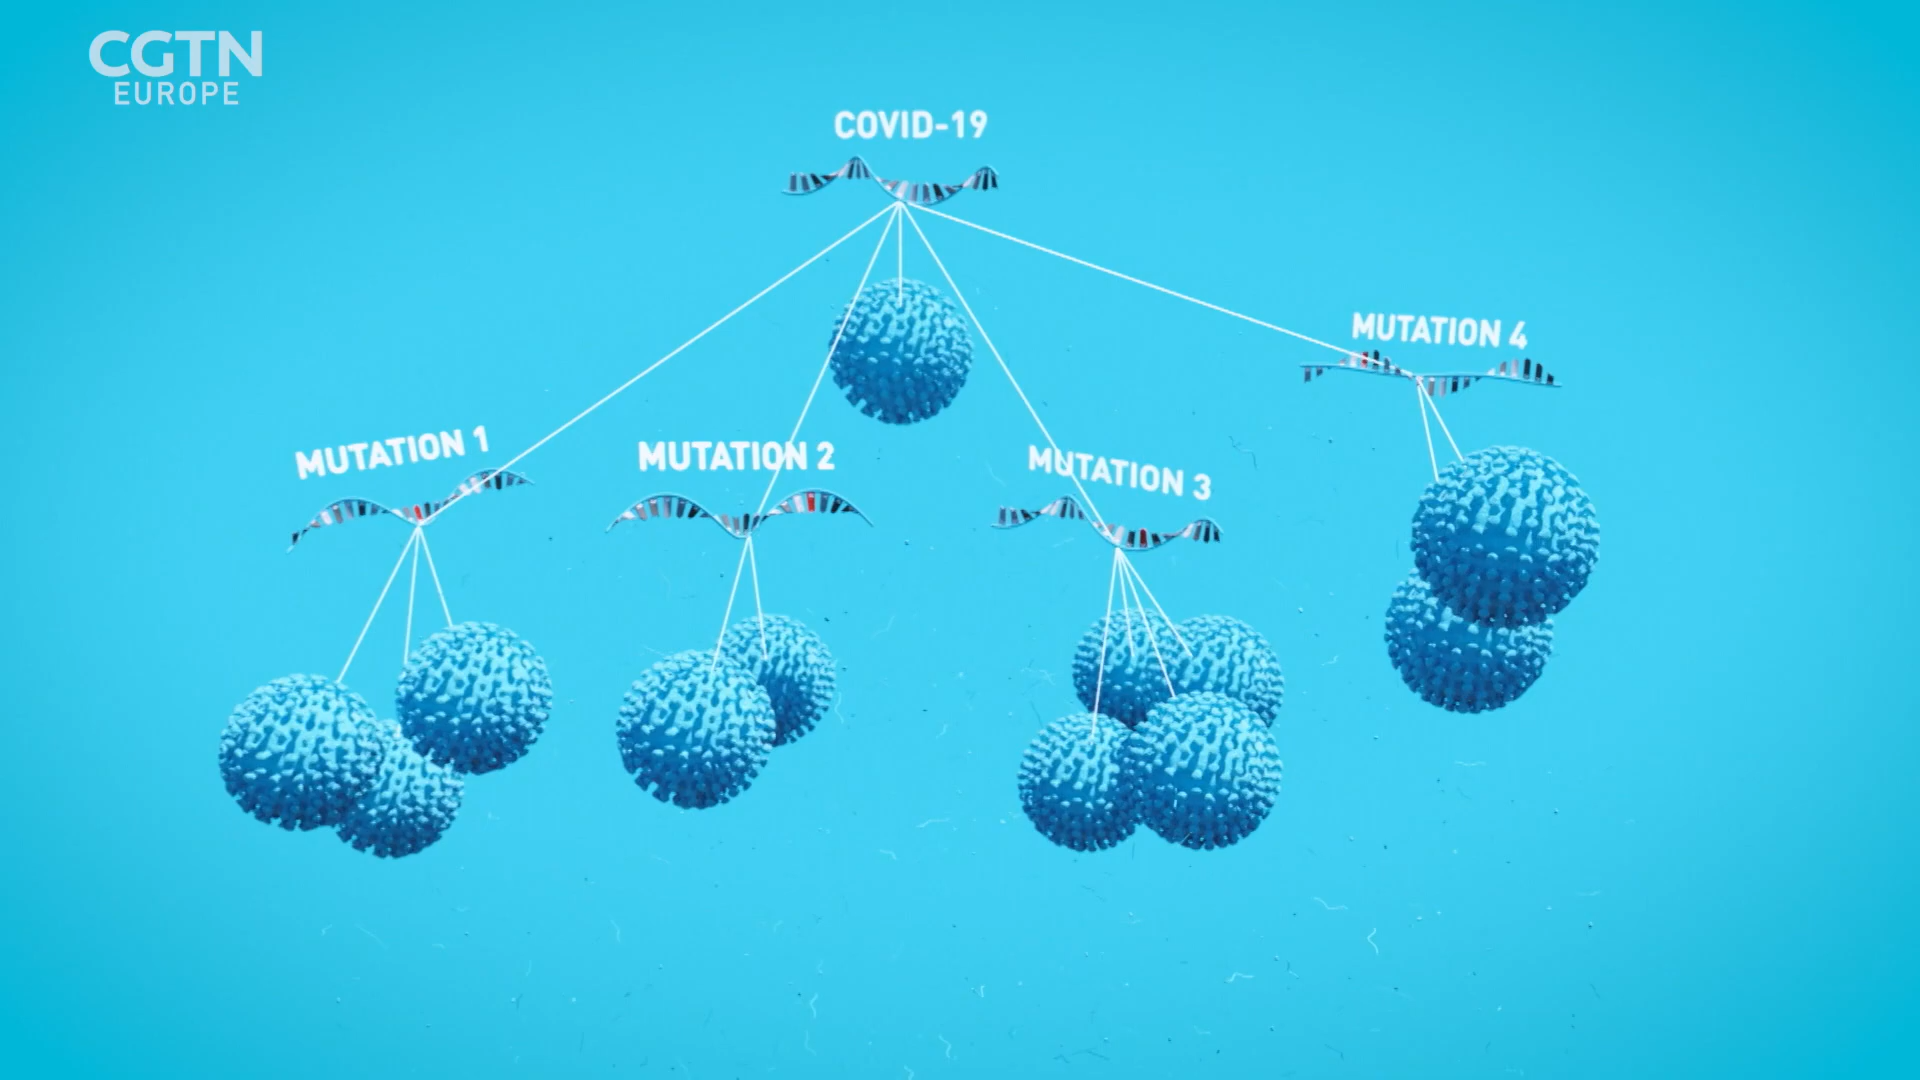 CGTN
EUROPE
COVID-19
MUTATION 4
MUTATION 1
MUTATION 2
MUTATION 3